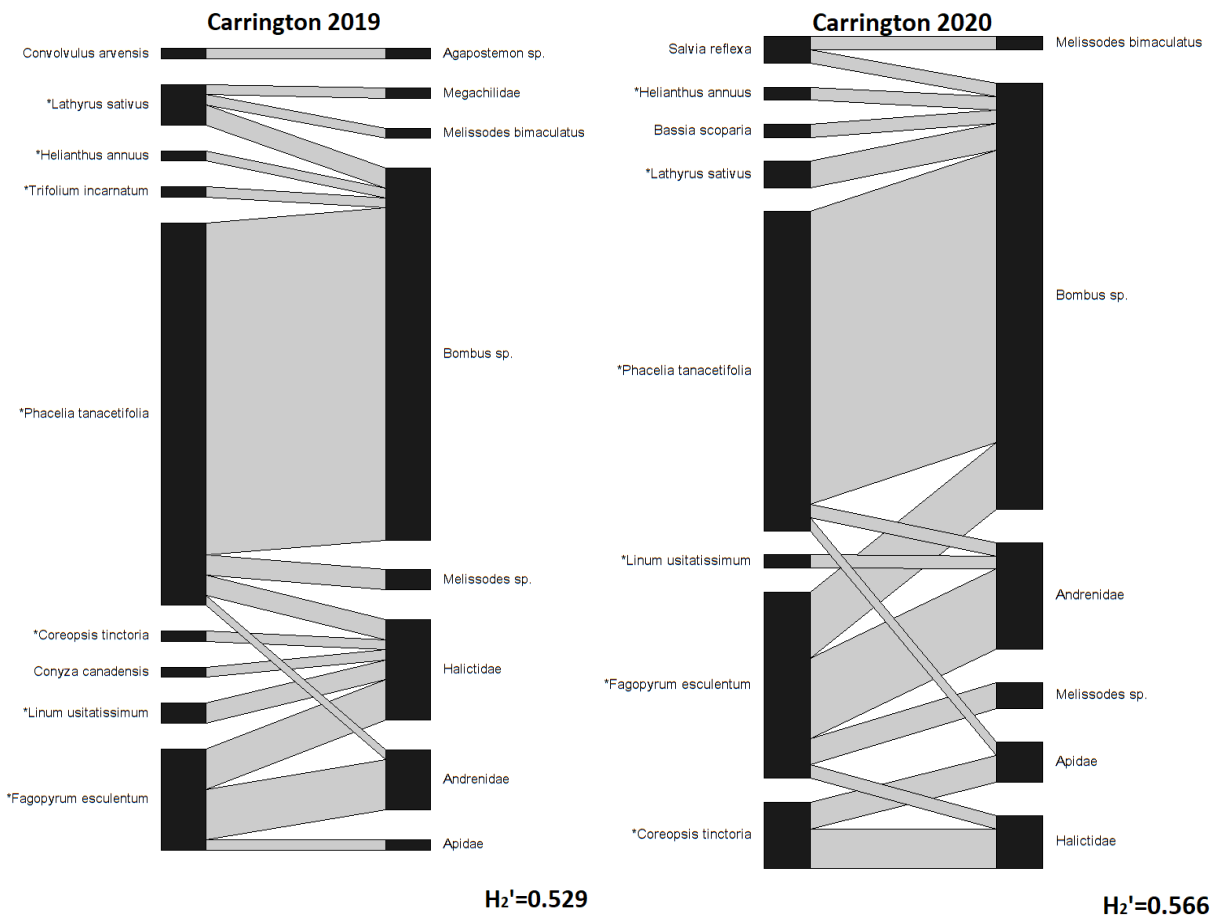 Carrington 2019
Convolvulus arvensis
*Lathyrus sativus
*Helianthus annuus
*Trifolium incarnatum
*Phacelia tanacetifolia
*Coreopsis tinctoria
Conyza canadensis
*Linum usitatissimum
*Fagopyrum esculentum
Agapostemon sp.
Megachilidae
Melissodes bimaculatus
Bombus sp.
Melissodes sp.
Halictidae
Andrenidae
Apidae
H₂'=0.529
Carrington 2020
Salvia reflexa
*Helianthus annuus
Bassia scoparia
*Lathyrus sativus
*Phacelia tanacetifolia
*Linum usitatissimum
*Fagopyrum esculentum
*Coreopsis tinctoria
Melissodes bimaculatus
Bombus sp.
Andrenidae
Melissodes sp.
Apidae
Halictidae
H₂'=0.566